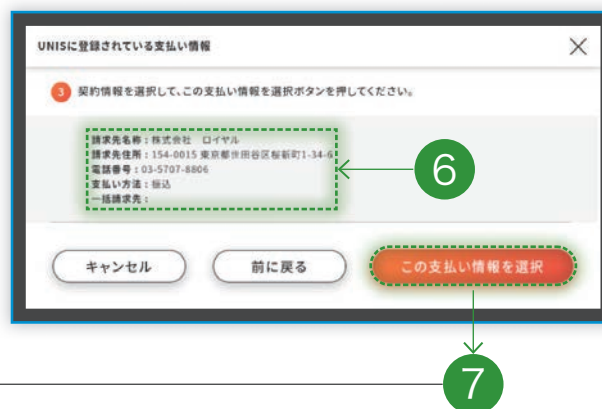 UNISに登録されている支払い情報
3 契約情報を選択して、この支払い情報を選択ボタンを押してください。
請求先名称：株式会社　ロイヤル
請求先住所：154-0015 東京都世田谷区桜新町1-34-6
電話番号：03-5707-8806
支払い方法：振込
一括請求先：
6
キャンセル
前に戻る
この支払い情報を選択
7